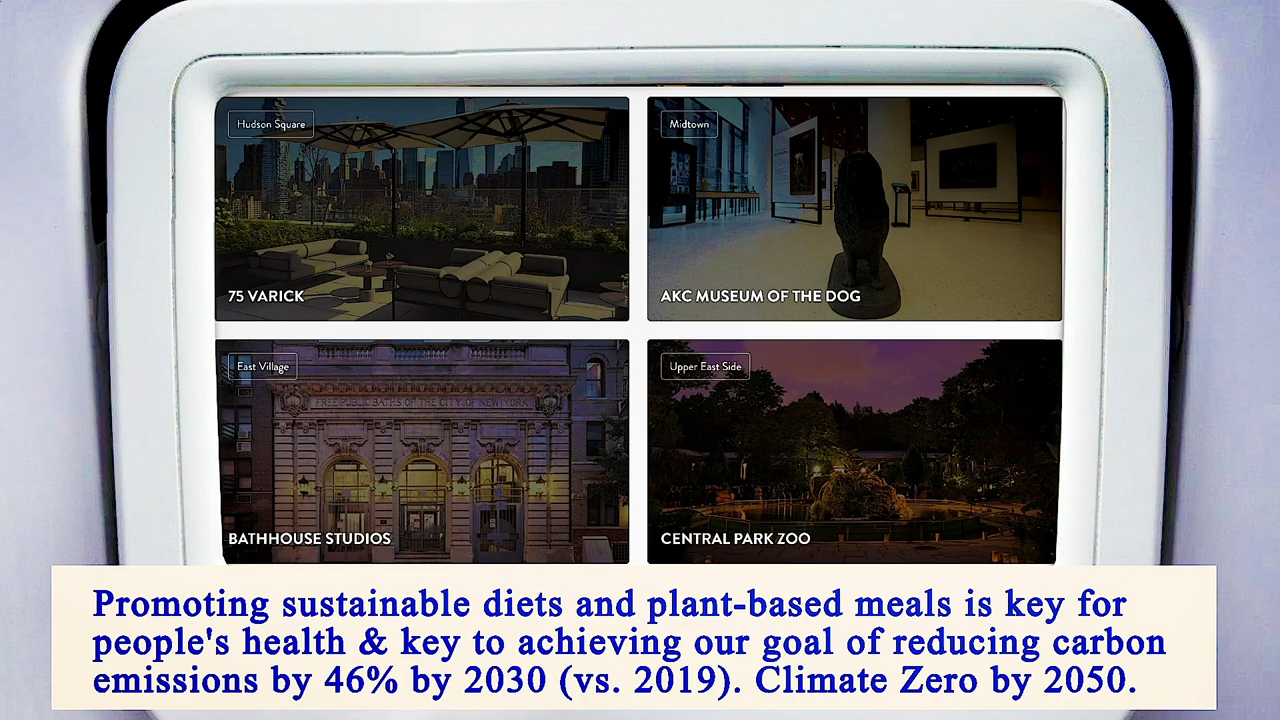 Hudson Square
75 VARICK
Midtown
AKC MUSEUM OF THE DOG
East Village
FREE PUBLIC BATHS OF THE CITY OF NEW YORK
BATHHOUSE STUDIOS
Upper East Side
CENTRAL PARK ZOO
Promoting sustainable diets and plant-based meals is key for
people's health & key to achieving our goal of reducing carbon
emissions by 46% by 2030 (vs. 2019). Climate Zero by 2050.